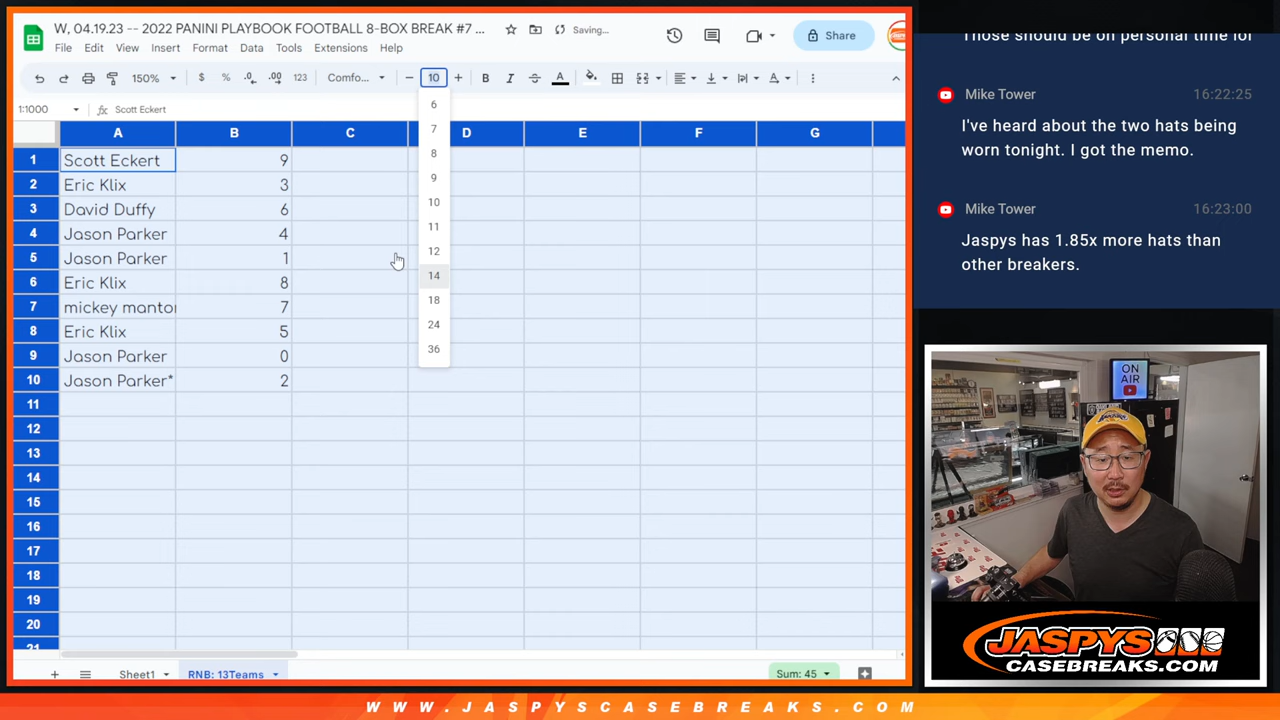 W, 04.19.23 -- 2022 PANINI PLAYBOOK FOOTBALL 8-BOX BREAK #7 ...
Saving...
Share
File Edit View Insert Format Data Tools Extensions Help
150% $ % .0 .00 123 Comfo... 10 B I A
1:1000 fx Scott Eckert
A B C D E F G
1 Scott Eckert 9
2 Eric Klix 3
3 David Duffy 6
4 Jason Parker 4
5 Jason Parker 1
6 Eric Klix 8
7 mickey manton 7
8 Eric Klix 5
9 Jason Parker 0
10 Jason Parker* 2
11
12
13
14
15
16
17
18
19
20
21
6
7
8
9
10
11
12
14
18
24
36
Sheet1 RNB: 13Teams Sum: 45
Those should be on personal time lol
Mike Tower 16:22:25
I've heard about the two hats being
worn tonight. I got the memo.
Mike Tower 16:23:00
Jaspys has 1.85x more hats than
other breakers.
ON
AIR
JASPYS
CASEBREAKS.COM
WWW.JASPYSCASEBREAKS.COM